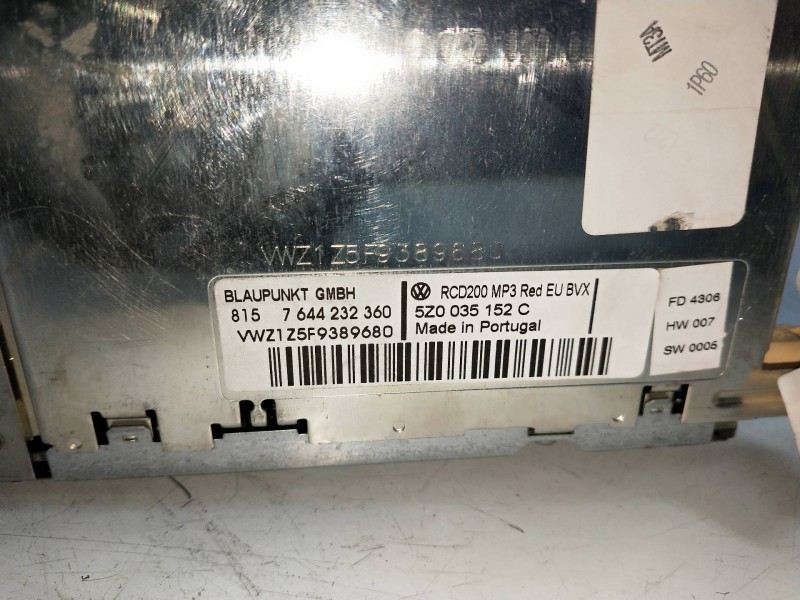 MT3A
1P60
VWZ1Z5F9389680
BLAUPUNKT GMBH
815 7 644 232 360
VWZ1Z5F9389680
RCD200 MP3 Red EU BVX
5Z0 035 152 C
Made in Portugal
FD 4306
HW 007
SW 0005